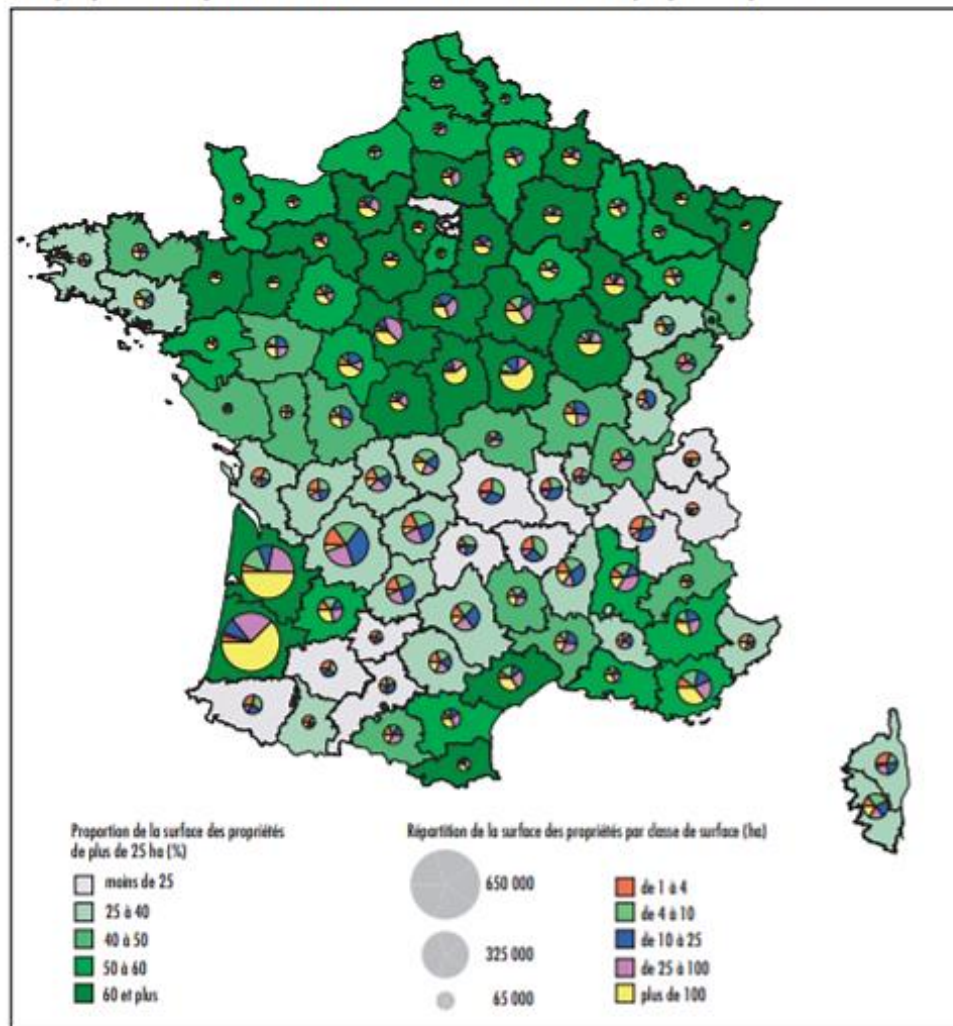 Proportion de la surface des propriétés
de plus de 25 ha (%)
moins de 25
25 à 40
40 à 50
50 à 60
60 et plus
Répartition de la surface des propriétés par classe de surface (ha)
650 000
325 000
65 000
de 1 à 4
de 4 à 10
de 10 à 25
de 25 à 100
plus de 100